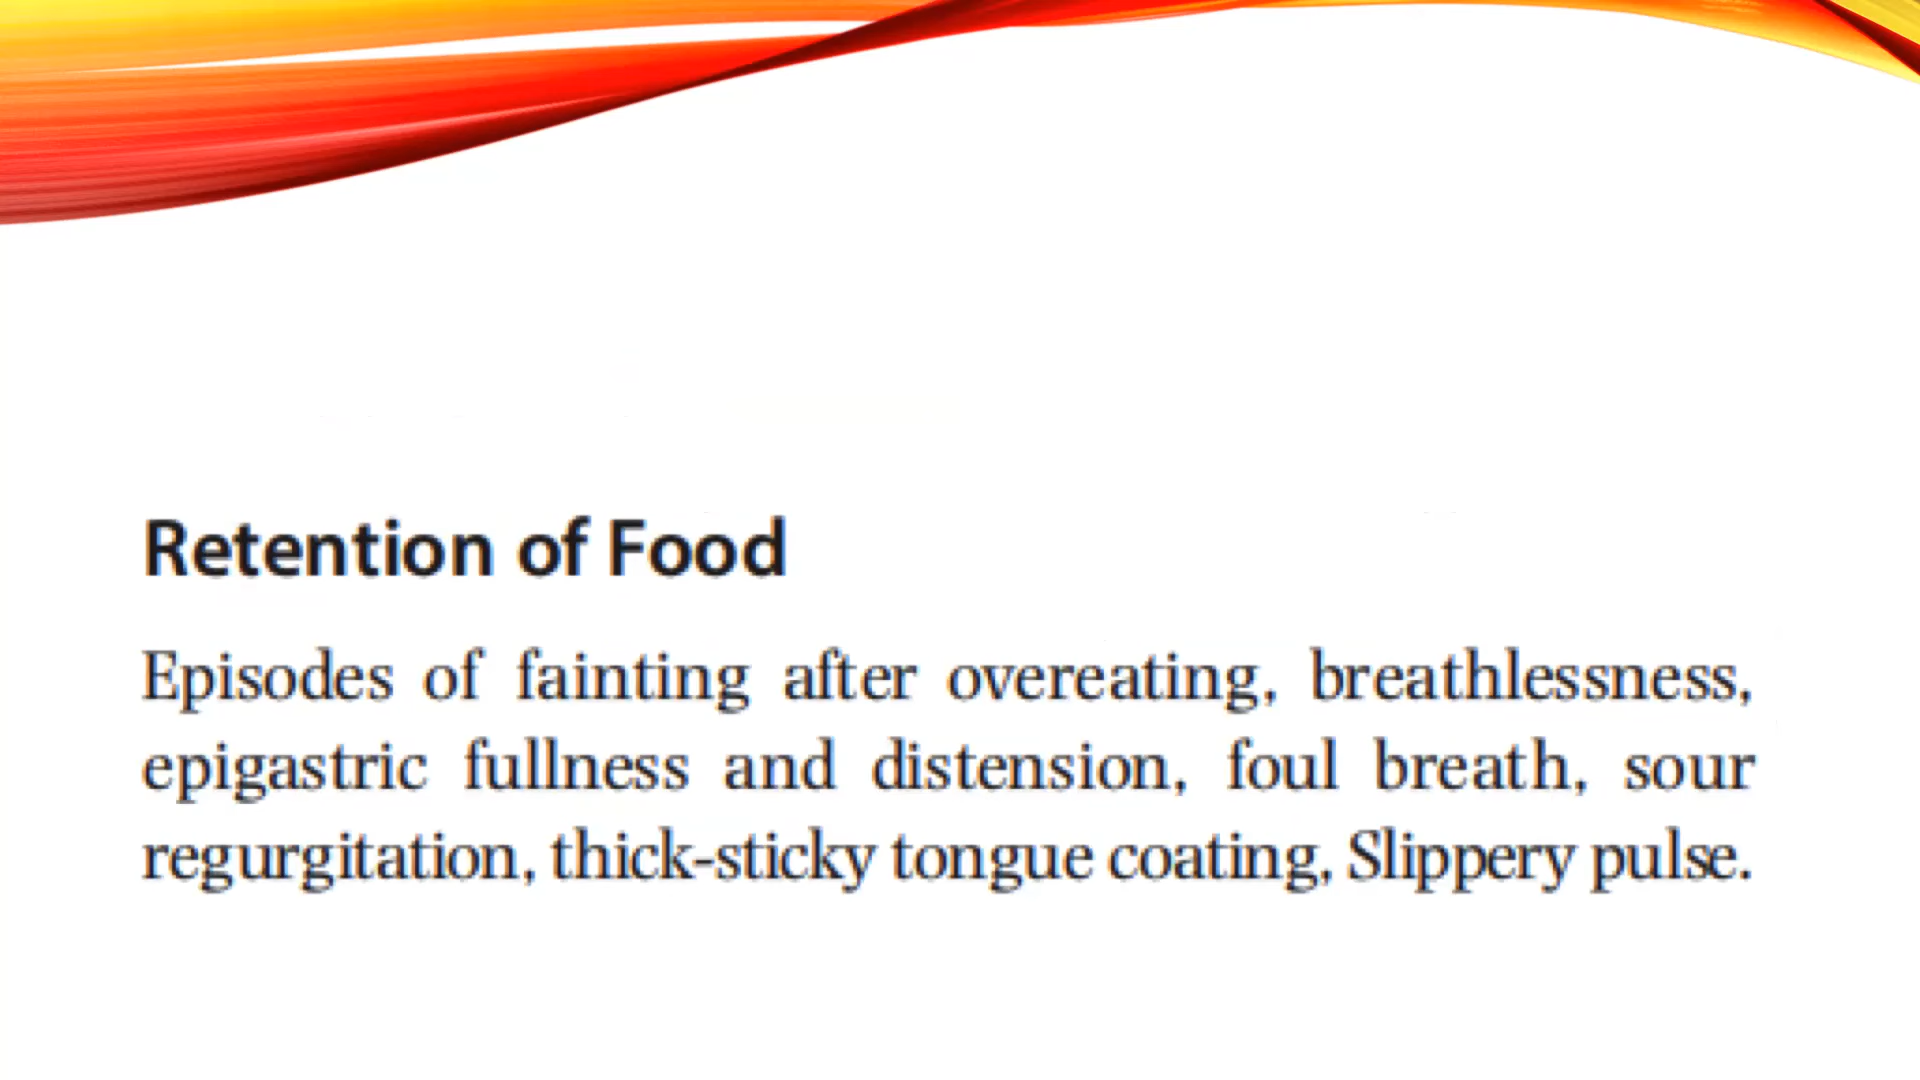 Retention of Food
Episodes of fainting after overeating, breathlessness,
epigastric fullness and distension, foul breath, sour
regurgitation, thick-sticky tongue coating, Slippery pulse.